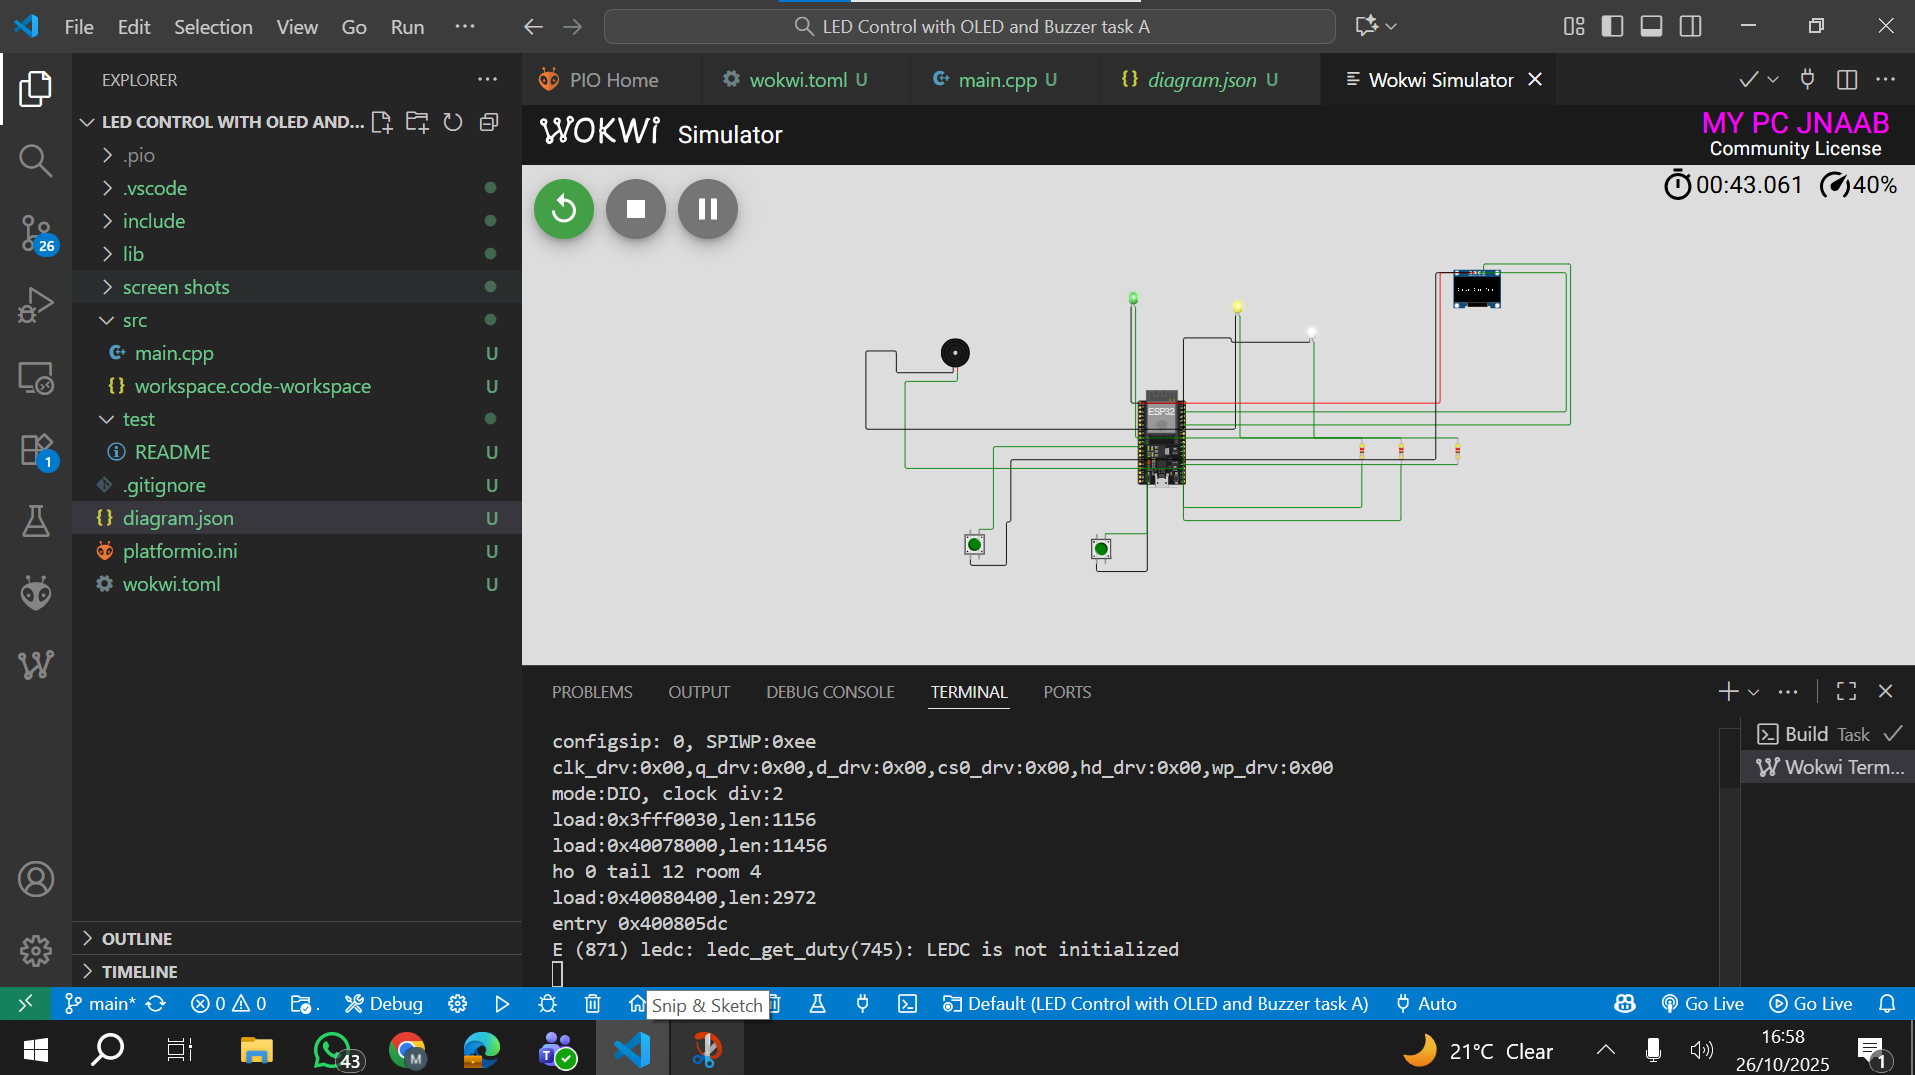 File Edit Selection View Go Run ···
LED Control with OLED and Buzzer task A
EXPLORER
LED CONTROL WITH OLED AND...
.pio
.vscode
include
lib
screen shots
src
main.cpp U
workspace.code-workspace U
test
README U
.gitignore U
diagram.json U
platformio.ini U
wokwi.toml U
OUTLINE
TIMELINE
26
1
PIO Home
wokwi.toml U
main.cpp U
diagram.json U
Wokwi Simulator
WOKWI Simulator
MY PC JNAAB
Community License
00:43.061 40%
ESP32
PROBLEMS OUTPUT DEBUG CONSOLE TERMINAL PORTS
configsip: 0, SPIWP:0xee
clk_drv:0x00,q_drv:0x00,d_drv:0x00,cs0_drv:0x00,hd_drv:0x00,wp_drv:0x00
mode:DIO, clock div:2
load:0x3fff0030,len:1156
load:0x40078000,len:11456
ho 0 tail 12 room 4
load:0x40080400,len:2972
entry 0x400805dc
E (871) ledc: ledc_get_duty(745): LEDC is not initialized
Build Task
Wokwi Term...
main* 0 0 . Debug
Snip & Sketch
Default (LED Control with OLED and Buzzer task A) Auto
Go Live Go Live
43
M
T
21°C Clear
16:58
26/10/2025
1